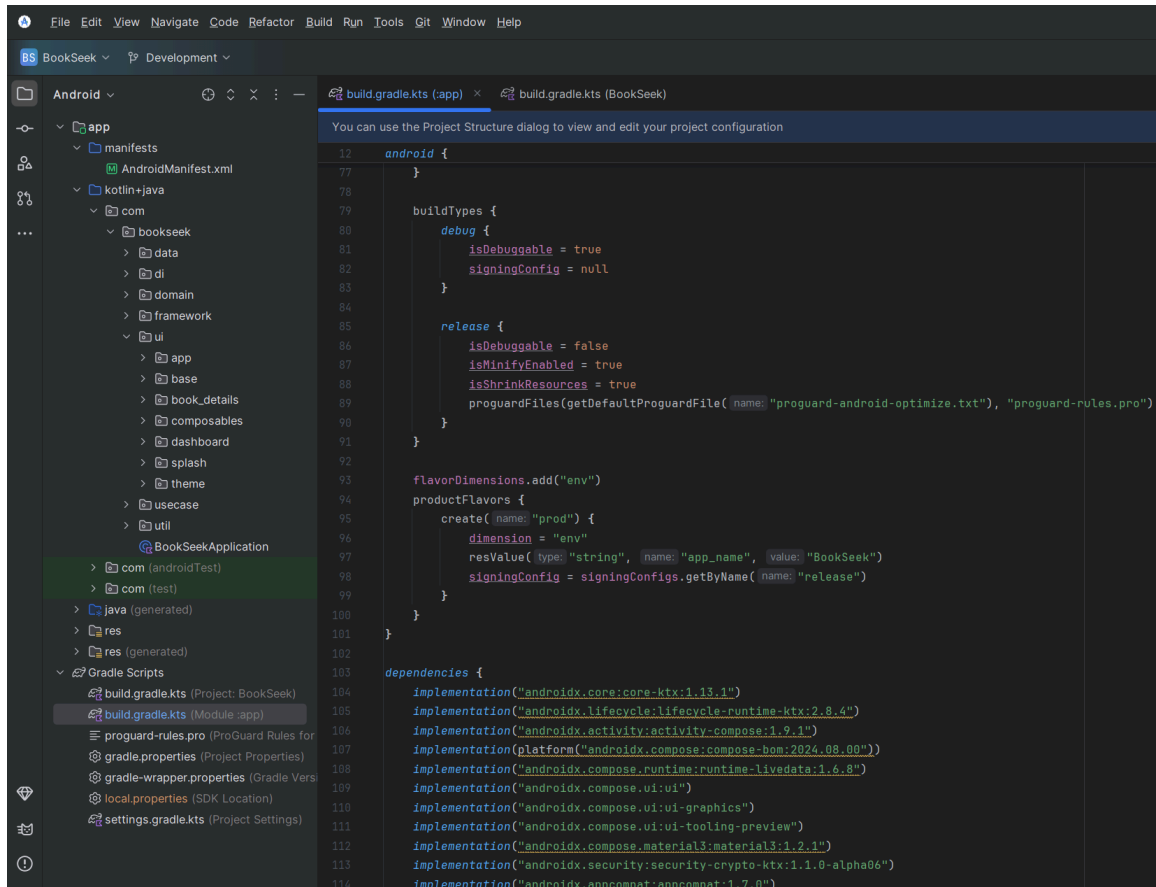 File Edit View Navigate Code Refactor Build Run Tools Git Window Help
BS BookSeek Development
Android
app
manifests
AndroidManifest.xml
kotlin+java
com
bookseek
data
di
domain
framework
ui
app
base
book_details
composables
dashboard
splash
theme
usecase
util
BookSeekApplication
com (androidTest)
com (test)
java (generated)
res
res (generated)
Gradle Scripts
build.gradle.kts (Project: BookSeek)
build.gradle.kts (Module :app)
proguard-rules.pro (ProGuard Rules for
gradle.properties (Project Properties)
gradle-wrapper.properties (Gradle Versi
local.properties (SDK Location)
settings.gradle.kts (Project Settings)
build.gradle.kts (:app) build.gradle.kts (BookSeek)
You can use the Project Structure dialog to view and edit your project configuration
12 android {
77 }
78
79 buildTypes {
80 debug {
81 isDebuggable = true
82 signingConfig = null
83 }
84
85 release {
86 isDebuggable = false
87 isMinifyEnabled = true
88 isShrinkResources = true
89 proguardFiles(getDefaultProguardFile( name: "proguard-android-optimize.txt"), "proguard-rules.pro")
90 }
91 }
92
93 flavorDimensions.add("env")
94 productFlavors {
95 create( name: "prod") {
96 dimension = "env"
97 resValue( type: "string", name: "app_name", value: "BookSeek")
98 signingConfig = signingConfigs.getByName( name: "release")
99 }
100 }
101 }
102
103 dependencies {
104 implementation("androidx.core:core-ktx:1.13.1")
105 implementation("androidx.lifecycle:lifecycle-runtime-ktx:2.8.4")
106 implementation("androidx.activity:activity-compose:1.9.1")
107 implementation(platform("androidx.compose:compose-bom:2024.08.00"))
108 implementation("androidx.compose.runtime:runtime-livedata:1.6.8")
109 implementation("androidx.compose.ui:ui")
110 implementation("androidx.compose.ui:ui-graphics")
111 implementation("androidx.compose.ui:ui-tooling-preview")
112 implementation("androidx.compose.material3:material3:1.2.1")
113 implementation("androidx.security:security-crypto-ktx:1.1.0-alpha06")
114 implementation("androidx.appcompat:appcompat:1.7.0")